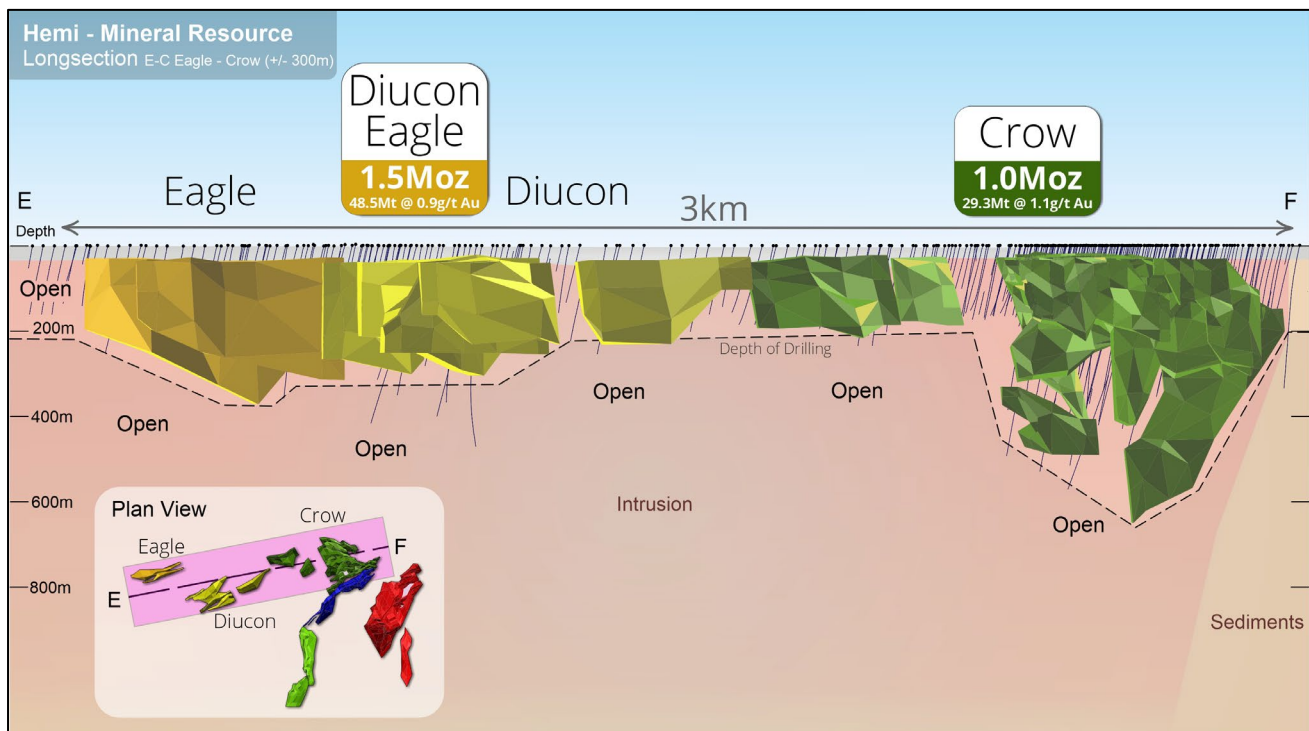 Hemi - Mineral Resource
Longsection E-C Eagle - Crow (+/- 300m)
Diucon
Eagle
1.5Moz
48.5Mt @ 0.9g/t Au
Crow
1.0Moz
29.3Mt @ 1.1g/t Au
Eagle
Diucon
E
3km
F
Depth
Open
200m
Depth of Drilling
Open
Open
Open
400m
Open
Intrusion
600m
Open
800m
Sediments
Plan View
Crow
Eagle
F
E
Diucon